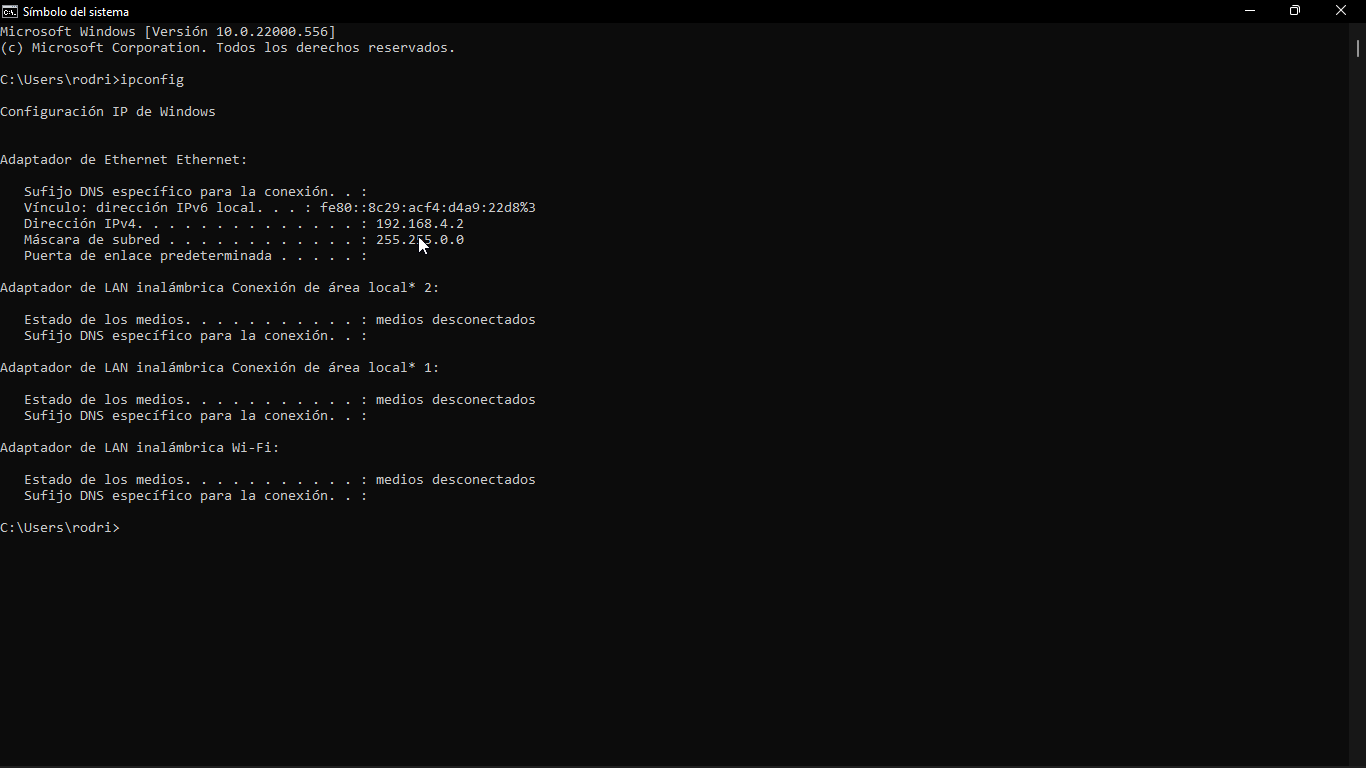 Símbolo del sistema
Microsoft Windows [Versión 10.0.22000.556]
(c) Microsoft Corporation. Todos los derechos reservados.
C:\Users\rodri>ipconfig
Configuración IP de Windows
Adaptador de Ethernet Ethernet:
Sufijo DNS específico para la conexión. . :
Vínculo: dirección IPv6 local. . . : fe80::8c29:acf4:d4a9:22d8%3
Dirección IPv4. . . . . . . . . . . . . . : 192.168.4.2
Máscara de subred . . . . . . . . . . . . : 255.255.0.0
Puerta de enlace predeterminada . . . . . :
Adaptador de LAN inalámbrica Conexión de área local* 2:
Estado de los medios. . . . . . . . . . . : medios desconectados
Sufijo DNS específico para la conexión. . :
Adaptador de LAN inalámbrica Conexión de área local* 1:
Estado de los medios. . . . . . . . . . . : medios desconectados
Sufijo DNS específico para la conexión. . :
Adaptador de LAN inalámbrica Wi-Fi:
Estado de los medios. . . . . . . . . . . : medios desconectados
Sufijo DNS específico para la conexión. . :
C:\Users\rodri>